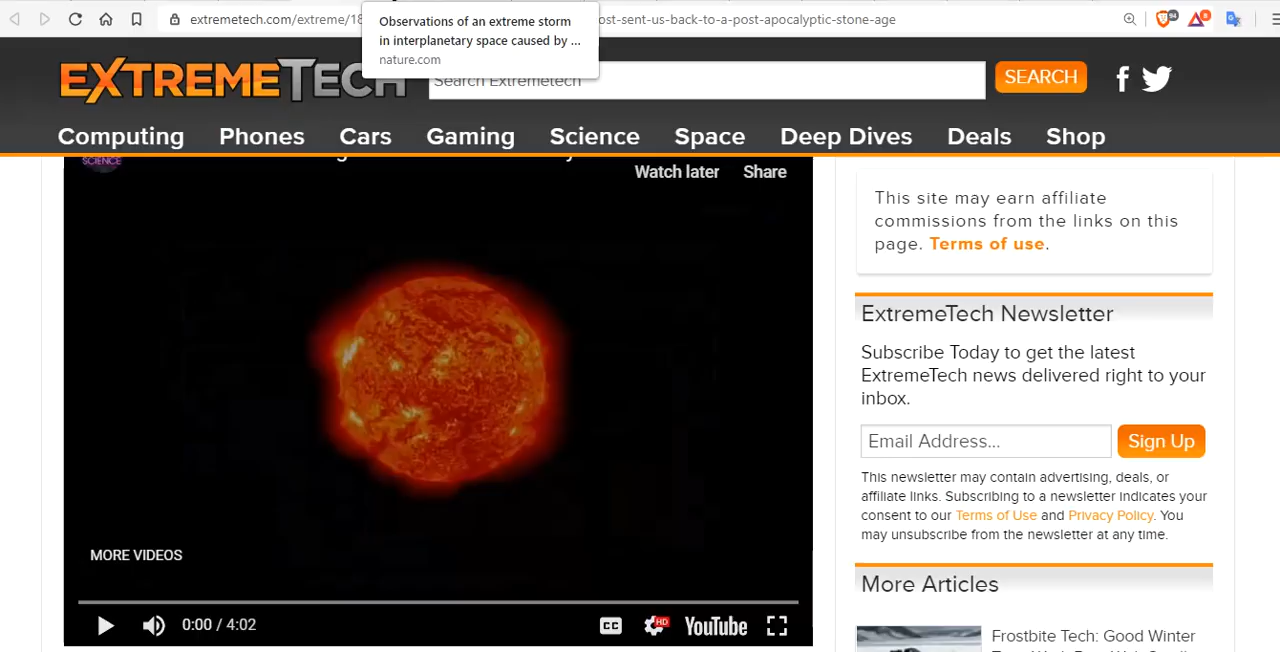 extremetech.com/extreme/18
ost-sent-us-back-to-a-post-apocalyptic-stone-age
94
8
Observations of an extreme storm
in interplanetary space caused by ...
nature.com
EXTREMETECH
Search Extremetech
SEARCH
Computing Phones Cars Gaming Science Space Deep Dives Deals Shop
SCIENCE
Watch later Share
MORE VIDEOS
0:00 / 4:02
CC
HD
YouTube
This site may earn affiliate
commissions from the links on this
page. Terms of use.
ExtremeTech Newsletter
Subscribe Today to get the latest
ExtremeTech news delivered right to your
inbox.
Email Address...
Sign Up
This newsletter may contain advertising, deals, or
affiliate links. Subscribing to a newsletter indicates your
consent to our Terms of Use and Privacy Policy. You
may unsubscribe from the newsletter at any time.
More Articles
Frostbite Tech: Good Winter